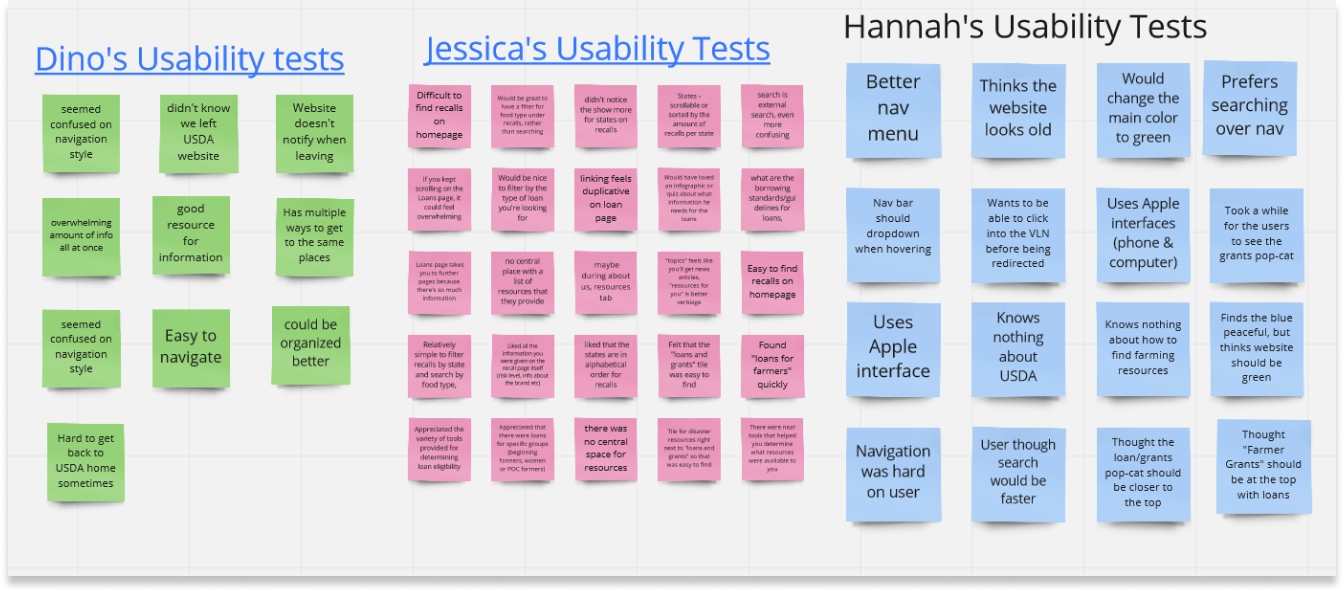 Dino's Usability tests
seemed
confused on
navigation
style
didn't know
we left
USDA
website
Website
doesn't
notify when
leaving
overwhelming
amount of info
all at once
good
resource
for
information
Has multiple
ways to get
to the same
places
seemed
confused on
navigation
style
Easy to
navigate
could be
organized
better
Hard to get
back to
USDA home
sometimes
Jessica's Usability Tests
Difficult to
find recalls
on
homepage
Would be great to
have a filter for
food type under
recalls, rather
than searching
didn't notice
the show more
for states on
recalls
States -
scrollable or
sorted by the
amount of
recalls per state
search is
external
search, even
more
confusing
If you kept
scrolling on the
Loans page, it
could feel
overwhelming
Would be nice
to filter by the
type of loan
you're looking
for
linking feels
duplicative
on loan
page
Would have loved
an infographic or
quiz about what
information he
needs for the
loans
what are the
borrowing
standards/gui
delines for
loans,
Loans page takes
you to further
pages because
there's so much
information
no central
place with a
list of
resources that
they provide
maybe
during about
us, resources
tab
"topics" feels like
you'll get news
articles,
"resources for
you" is better
verbiage
Easy to find
recalls on
homepage
Relatively
simple to filter
recalls by state
and search by
food type,
Liked all the
information you
were given on the
recall page itself
(risk level, info about
the brand etc)
liked that the
states are in
alphabetical
order for
recalls
Felt that the
"loans and
grants" tile
was easy to
find
Found
"loans for
farmers"
quickly
Appreciated the
variety of tools
provided for
determining
loan eligibility
Appreciated that
there were loans
for specific groups
(beginning
farmers, women
or POC farmers)
there was
no central
space for
resources
Tile for disaster
resources right
next to "loans and
grants" so that
was easy to find
There were neat
tools that helped you
determine what
resources were
available to you
Hannah's Usability Tests
Better
nav
menu
Thinks the
website
looks old
Would
change the
main color
to green
Prefers
searching
over nav
Nav bar
should
dropdown
when hovering
Wants to be
able to click
into the VLN
before being
redirected
Uses Apple
interfaces
(phone &
computer)
Took a while
for the users
to see the
grants pop-cat
Uses
Apple
interface
Knows
nothing
about
USDA
Knows nothing
about how to
find farming
resources
Finds the blue
peaceful, but
thinks website
should be
green
Navigation
was hard
on user
User though
search
would be
faster
Thought the
loan/grants
pop-cat should
be closer to
the top
Thought
"Farmer
Grants" should
be at the top
with loans